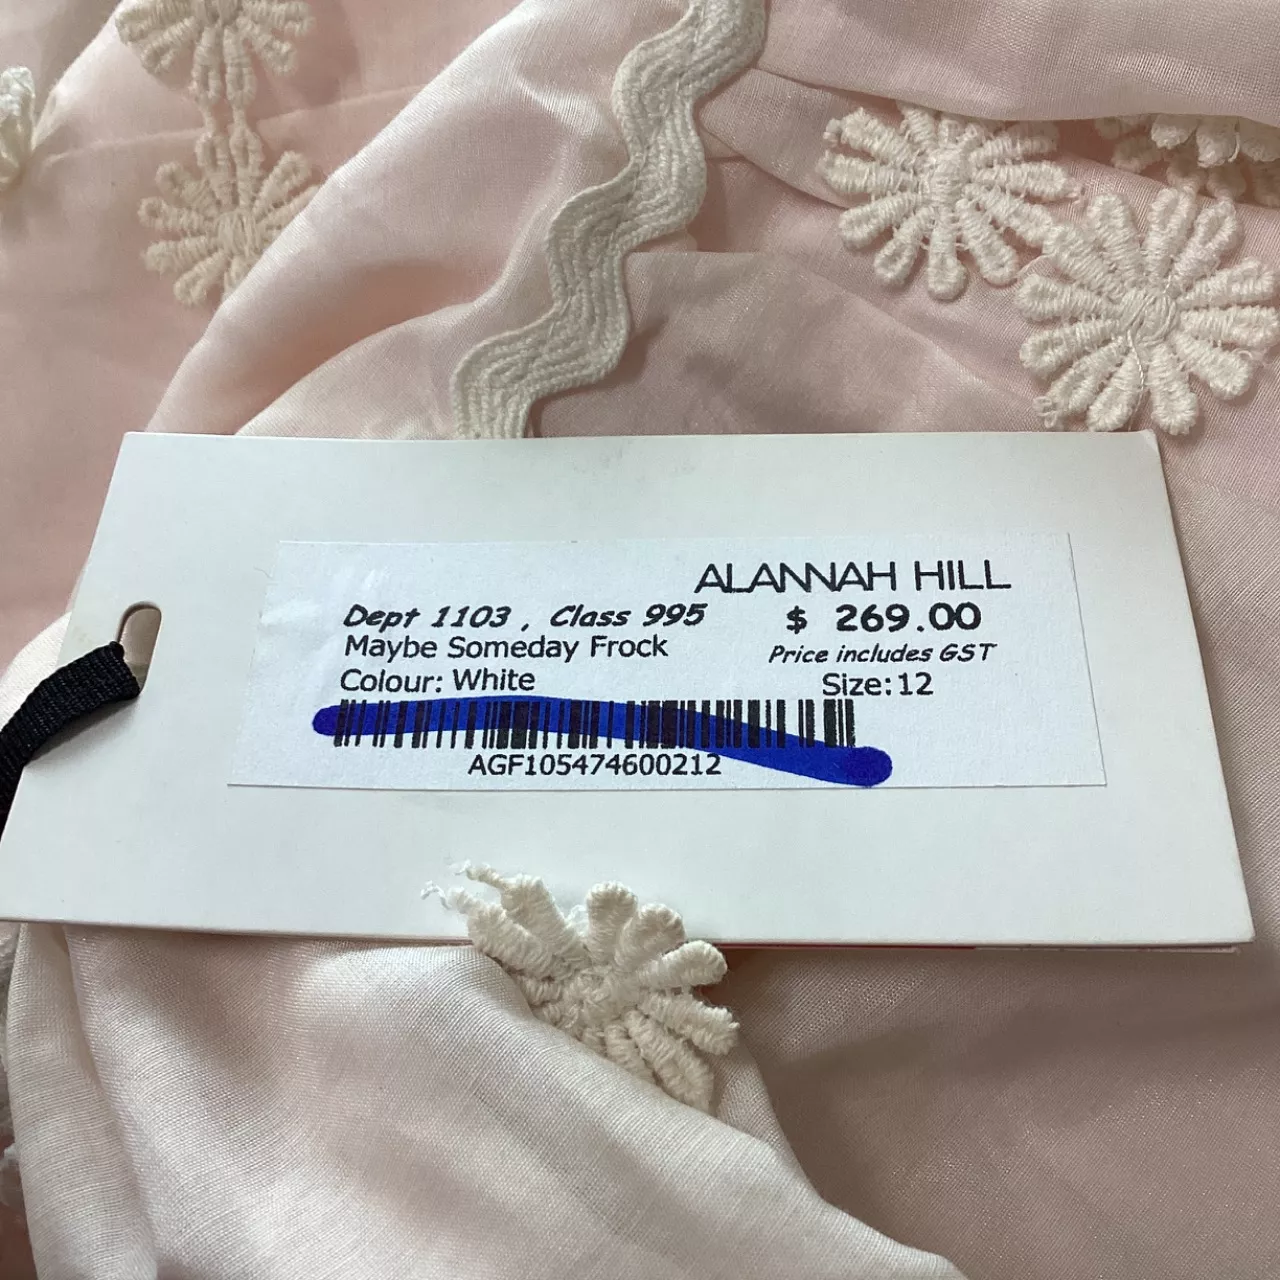 ALANNAH HILL
Dept 1103 , Class 995 $ 269.00
Maybe Someday Frock Price includes GST
Colour: White Size: 12
AGF105474600212